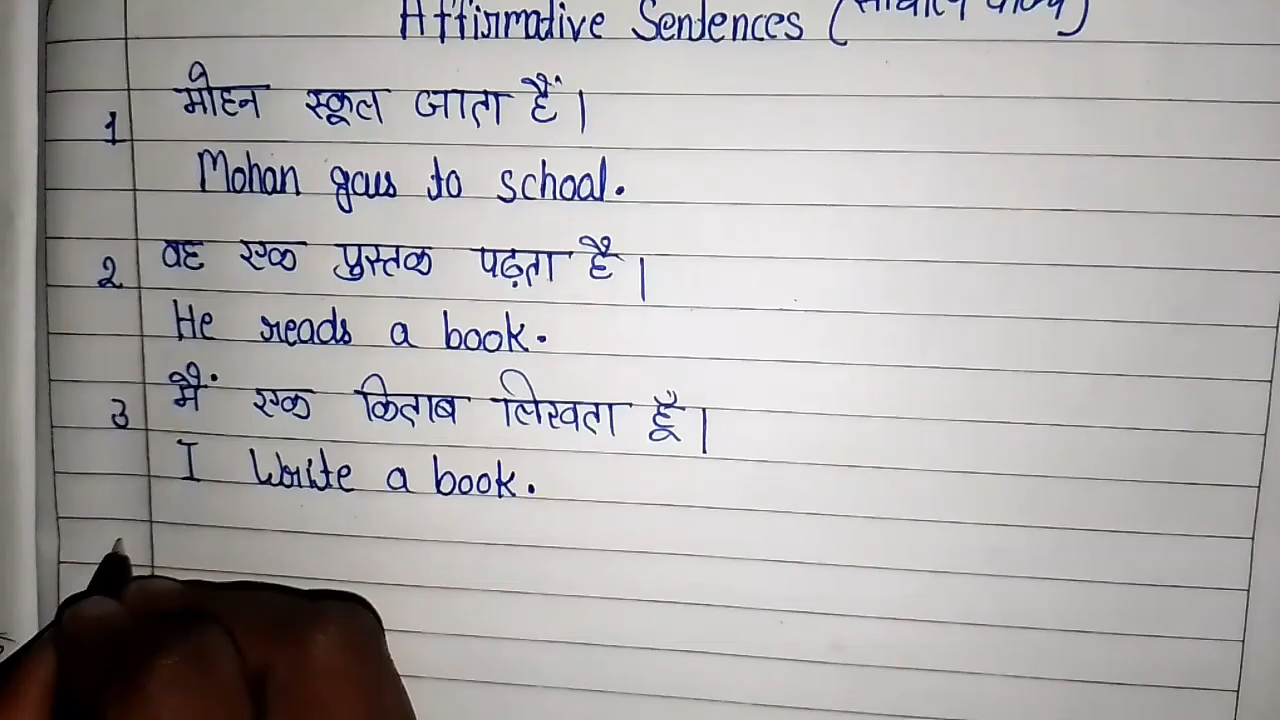 Affirmative Sentences (
मोहन स्कूल जाता हैं।
1
Mohan goes to school.
वह एक पुस्तक पढ़ता है।
2
He reads a book.
मैं एक किताब लिखता हूँ।
3
I Write a book.